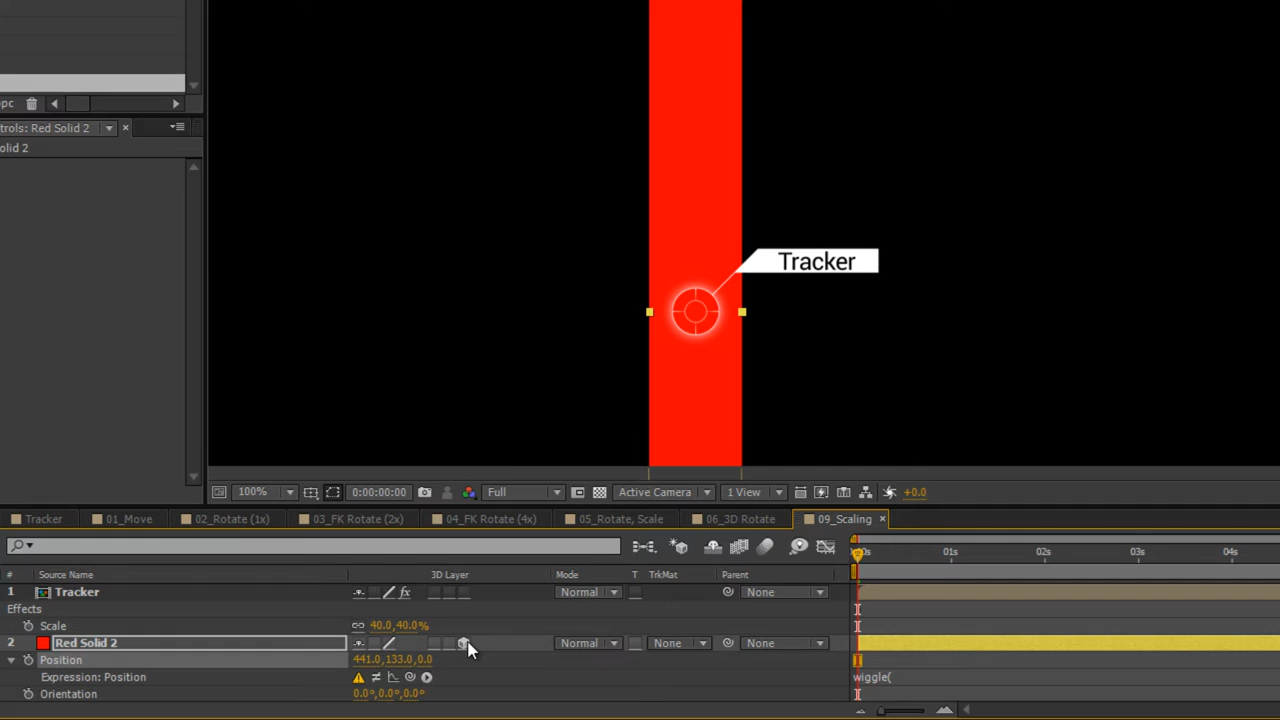 opc
trols: Red Solid 2
olid 2
Tracker
100% 0:00:00:00 Full Active Camera 1 View +0.0
Tracker 01_Move 02_Rotate (1x) 03_FK Rotate (2x) 04_FK Rotate (4x) 05_Rotate, Scale 06_3D Rotate 09_Scaling
01s 02s 03s 04s
# Source Name 3D Layer Mode T TrkMat Parent
1 Tracker fx Normal None
Effects
Scale 40.0,40.0%
2 Red Solid 2 Normal None None
Position 441.0,133.0,0.0
Expression: Position wiggle(
Orientation 0.0°,0.0°,0.0°